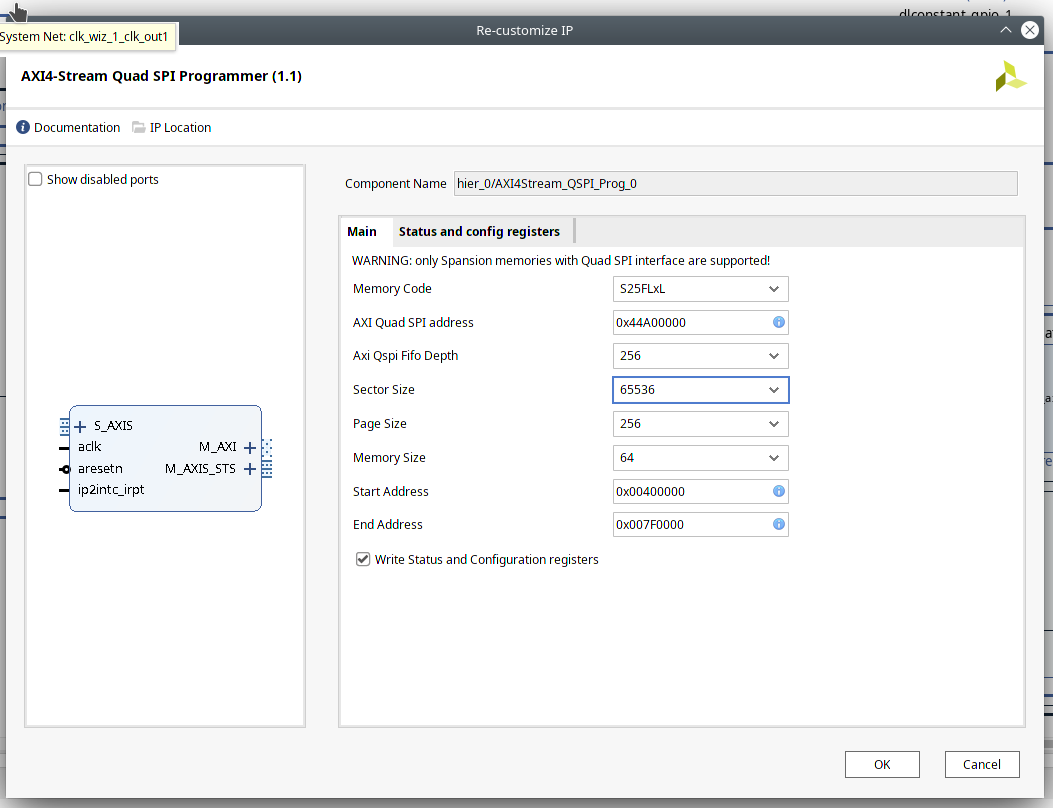 dlconstant_gpio_1
System Net: clk_wiz_1_clk_out1
Re-customize IP
AXI4-Stream Quad SPI Programmer (1.1)
Documentation
IP Location
Show disabled ports
Component Name
hier_0/AXI4Stream_QSPI_Prog_0
Main
Status and config registers
WARNING: only Spansion memories with Quad SPI interface are supported!
Memory Code
S25FLxL
AXI Quad SPI address
0x44A00000
Axi Qspi Fifo Depth
256
Sector Size
65536
Page Size
256
Memory Size
64
Start Address
0x00400000
End Address
0x007F0000
Write Status and Configuration registers
S_AXIS
aclk
aresetn
ip2intc_irpt
M_AXI
M_AXIS_STS
OK
Cancel